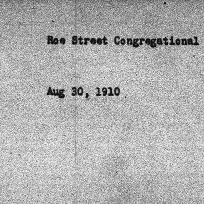 Roe Street Congregational
Aug 30, 1910